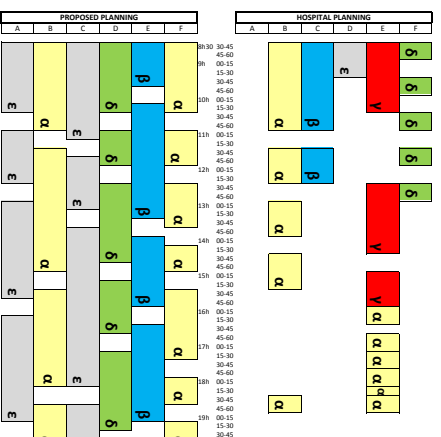 PROPOSED PLANNING HOSPITAL PLANNING
A B C D E F A B C D E F
8h30 30-45 δ
45-60
9h 00-15
β 15-30 ε
30-45 δ
45-60
ε δ α 10h 00-15 γ
15-30
α 30-45 α β δ
45-60
ε 11h 00-15
15-30
δ α 30-45 δ
45-60
12h 00-15
ε 15-30 α β
30-45 δ
45-60
ε 13h 00-15
β α 15-30
30-45 α
45-60
14h 00-15 γ
15-30
α α 30-45
45-60
15h 00-15 α
15-30
ε 30-45 γ
β 45-60
16h 00-15 α
15-30
δ 30-45
45-60 α
α 17h 00-15
15-30 α
30-45
45-60 α
α ε 18h 00-15
α 15-30 α
30-45 α α
45-60
ε β 19h 00-15
δ 15-30
30-45